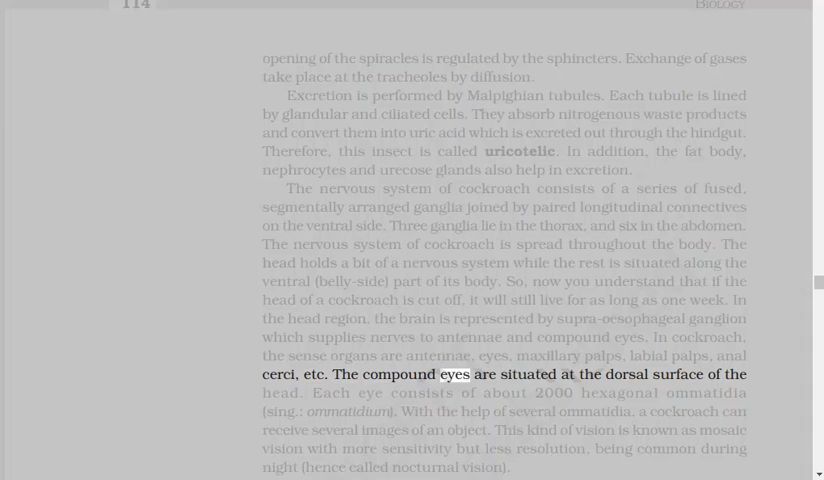 114
BIOLOGY
opening of the spiracles is regulated by the sphincters. Exchange of gases
take place at the tracheoles by diffusion.
Excretion is performed by Malpighian tubules. Each tubule is lined
by glandular and ciliated cells. They absorb nitrogenous waste products
and convert them into uric acid which is excreted out through the hindgut.
Therefore, this insect is called uricotelic. In addition, the fat body,
nephrocytes and urecose glands also help in excretion.
The nervous system of cockroach consists of a series of fused,
segmentally arranged ganglia joined by paired longitudinal connectives
on the ventral side. Three ganglia lie in the thorax, and six in the abdomen.
The nervous system of cockroach is spread throughout the body. The
head holds a bit of a nervous system while the rest is situated along the
ventral (belly-side) part of its body. So, now you understand that if the
head of a cockroach is cut off, it will still live for as long as one week. In
the head region, the brain is represented by supra-oesophageal ganglion
which supplies nerves to antennae and compound eyes. In cockroach,
the sense organs are antennae, eyes, maxillary palps, labial palps, anal
cerci, etc. The compound eyes are situated at the dorsal surface of the
head. Each eye consists of about 2000 hexagonal ommatidia
(sing.: ommatidium). With the help of several ommatidia, a cockroach can
receive several images of an object. This kind of vision is known as mosaic
vision with more sensitivity but less resolution, being common during
night (hence called nocturnal vision).